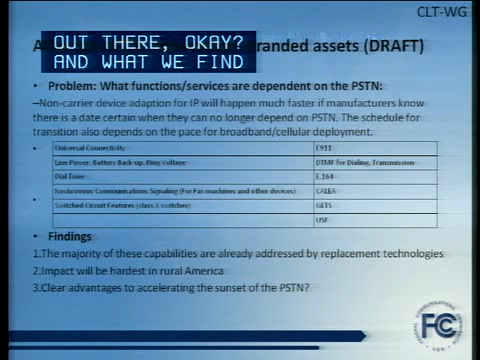 CLT-WG
OUT THERE, OKAY?
AND WHAT WE FIND
randed assets (DRAFT)
• Problem: What functions/services are dependent on the PSTN:
–Non-carrier device adaption for IP will happen much faster if manufacturers know
there is a date certain when they can no longer depend on PSTN. The schedule for
transition also depends on the pace for broadband/cellular deployment.
Universal Connectivity E911
Line Power, Battery Back-up, Ring Voltage DTMF for Dialing, Transmission
Dial Tone E.164
Isochronous Communications Signaling (For Fax machines and other devices) CALEA
Switched Circuit Features (class 5 switches) GETS
USF
• Findings
1.The majority of these capabilities are already addressed by replacement technologies
2.Impact will be hardest in rural America
3.Clear advantages to accelerating the sunset of the PSTN?
FCC